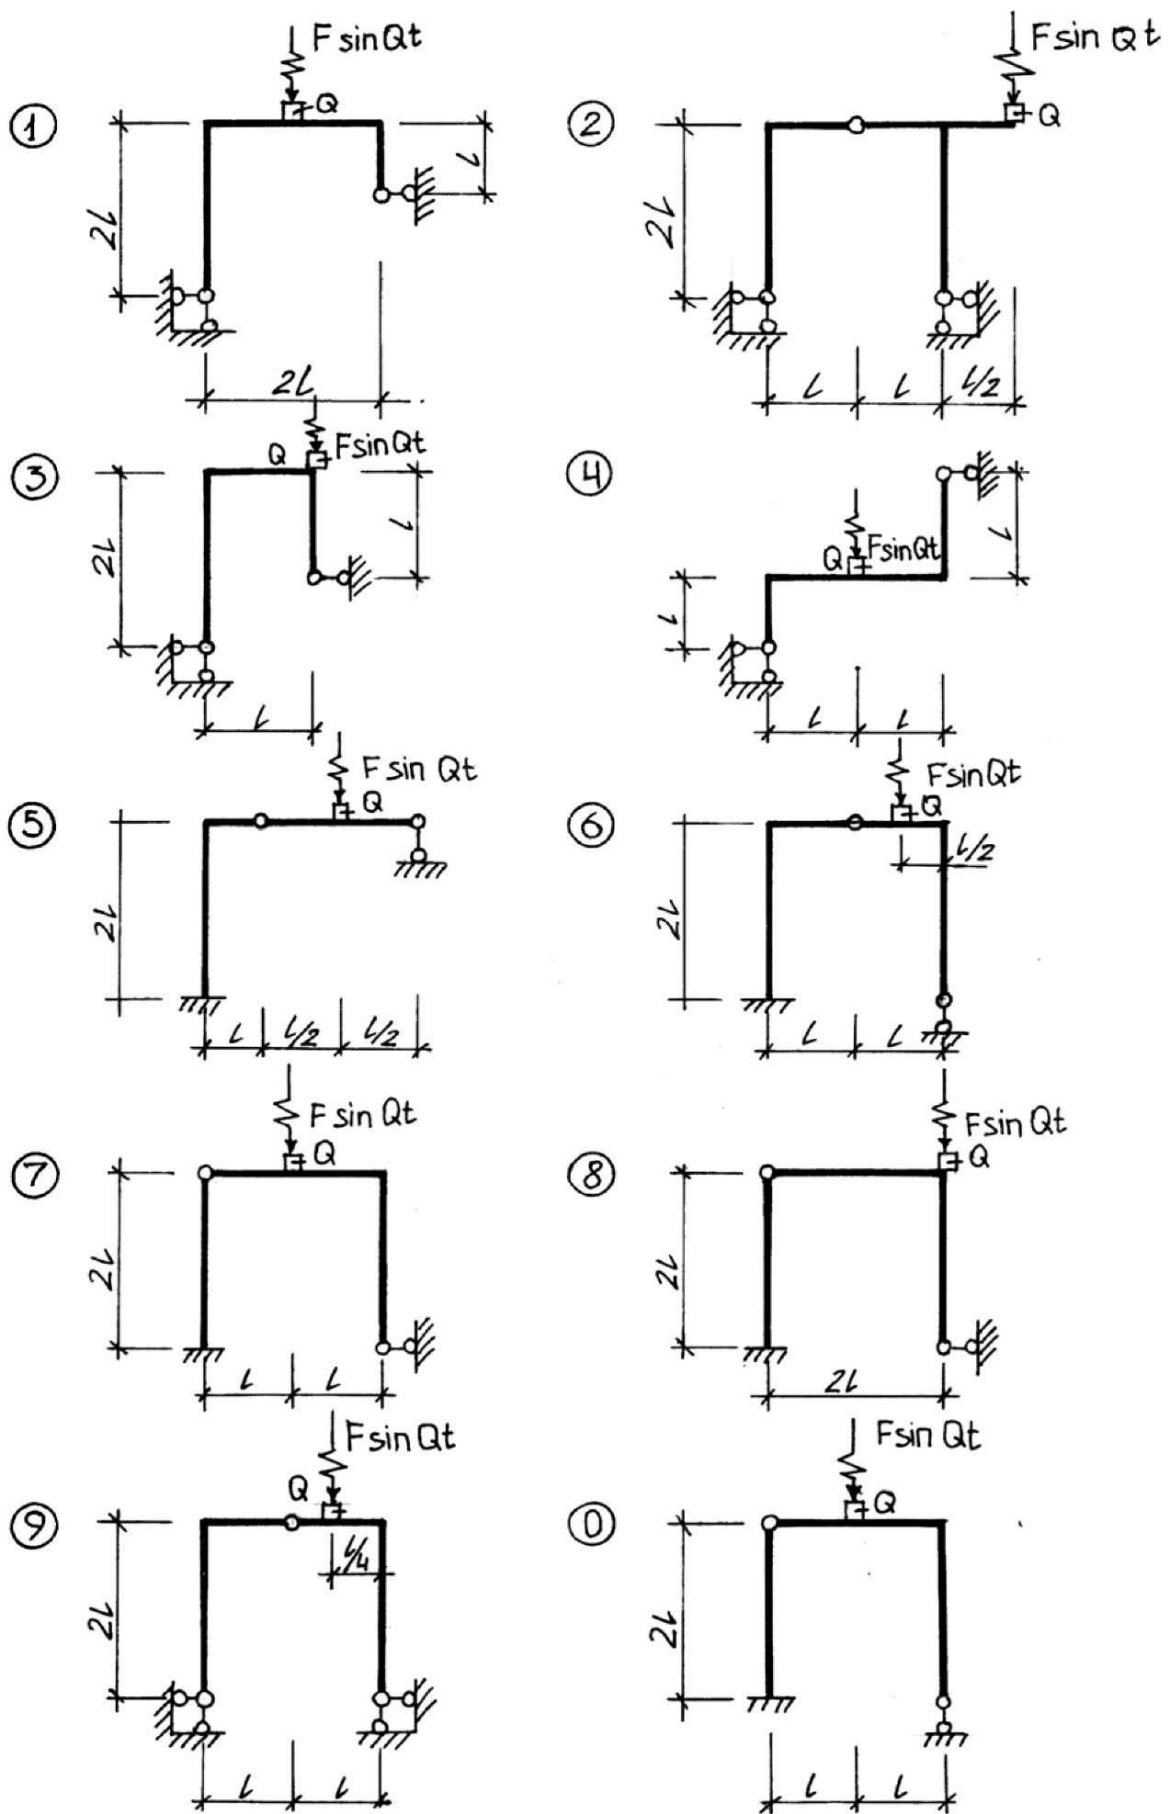 ① F sin Qt Q
2l l
2l
② F sin Qt Q
2l
l l l/2
③ Q F sin Qt
2l l
l
④ Q F sin Qt
l l
l l
⑤ F sin Qt
Q
2l
l l/2 l/2
⑥ F sin Qt
Q
l/2
2l
l l
⑦ F sin Qt
Q
2l
l l
⑧ F sin Qt
Q
2l
2l
⑨ F sin Qt
Q
l/4
2l
l l
⓪ F sin Qt
Q
2l
l l